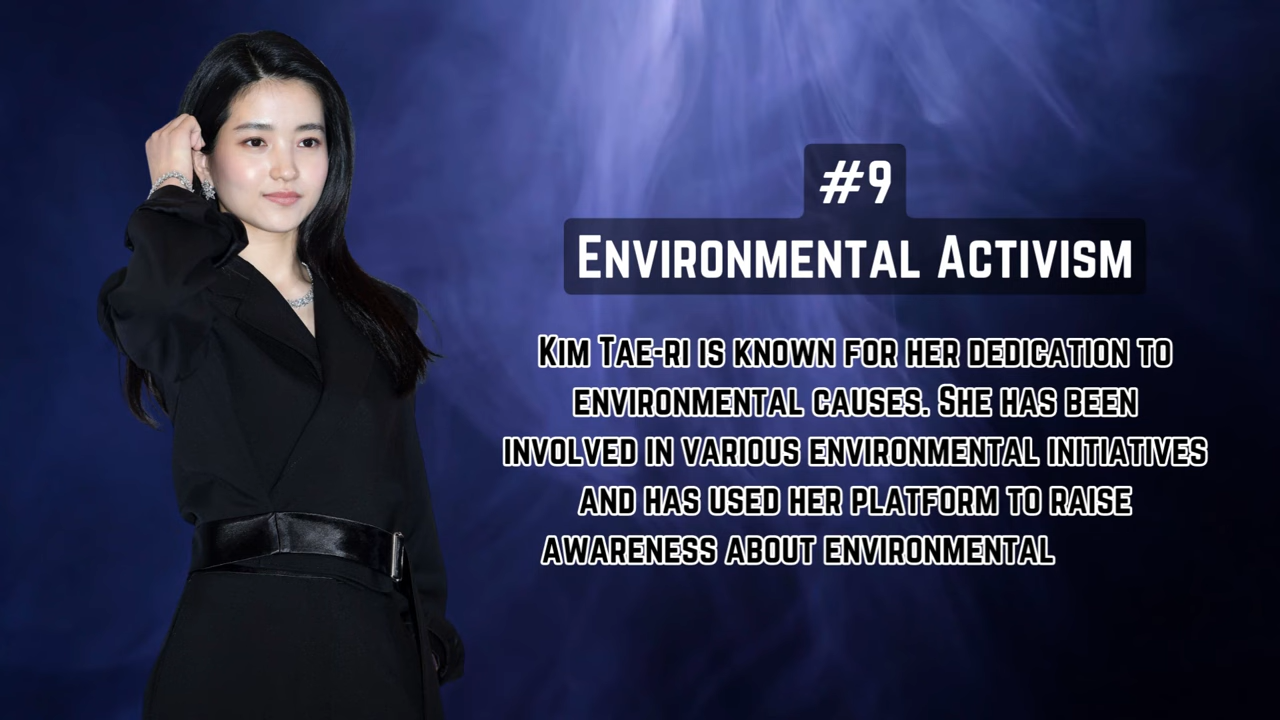 #9
Environmental Activism
Kim Tae-ri is known for her dedication to
environmental causes. She has been
involved in various environmental initiatives
and has used her platform to raise
awareness about environmental